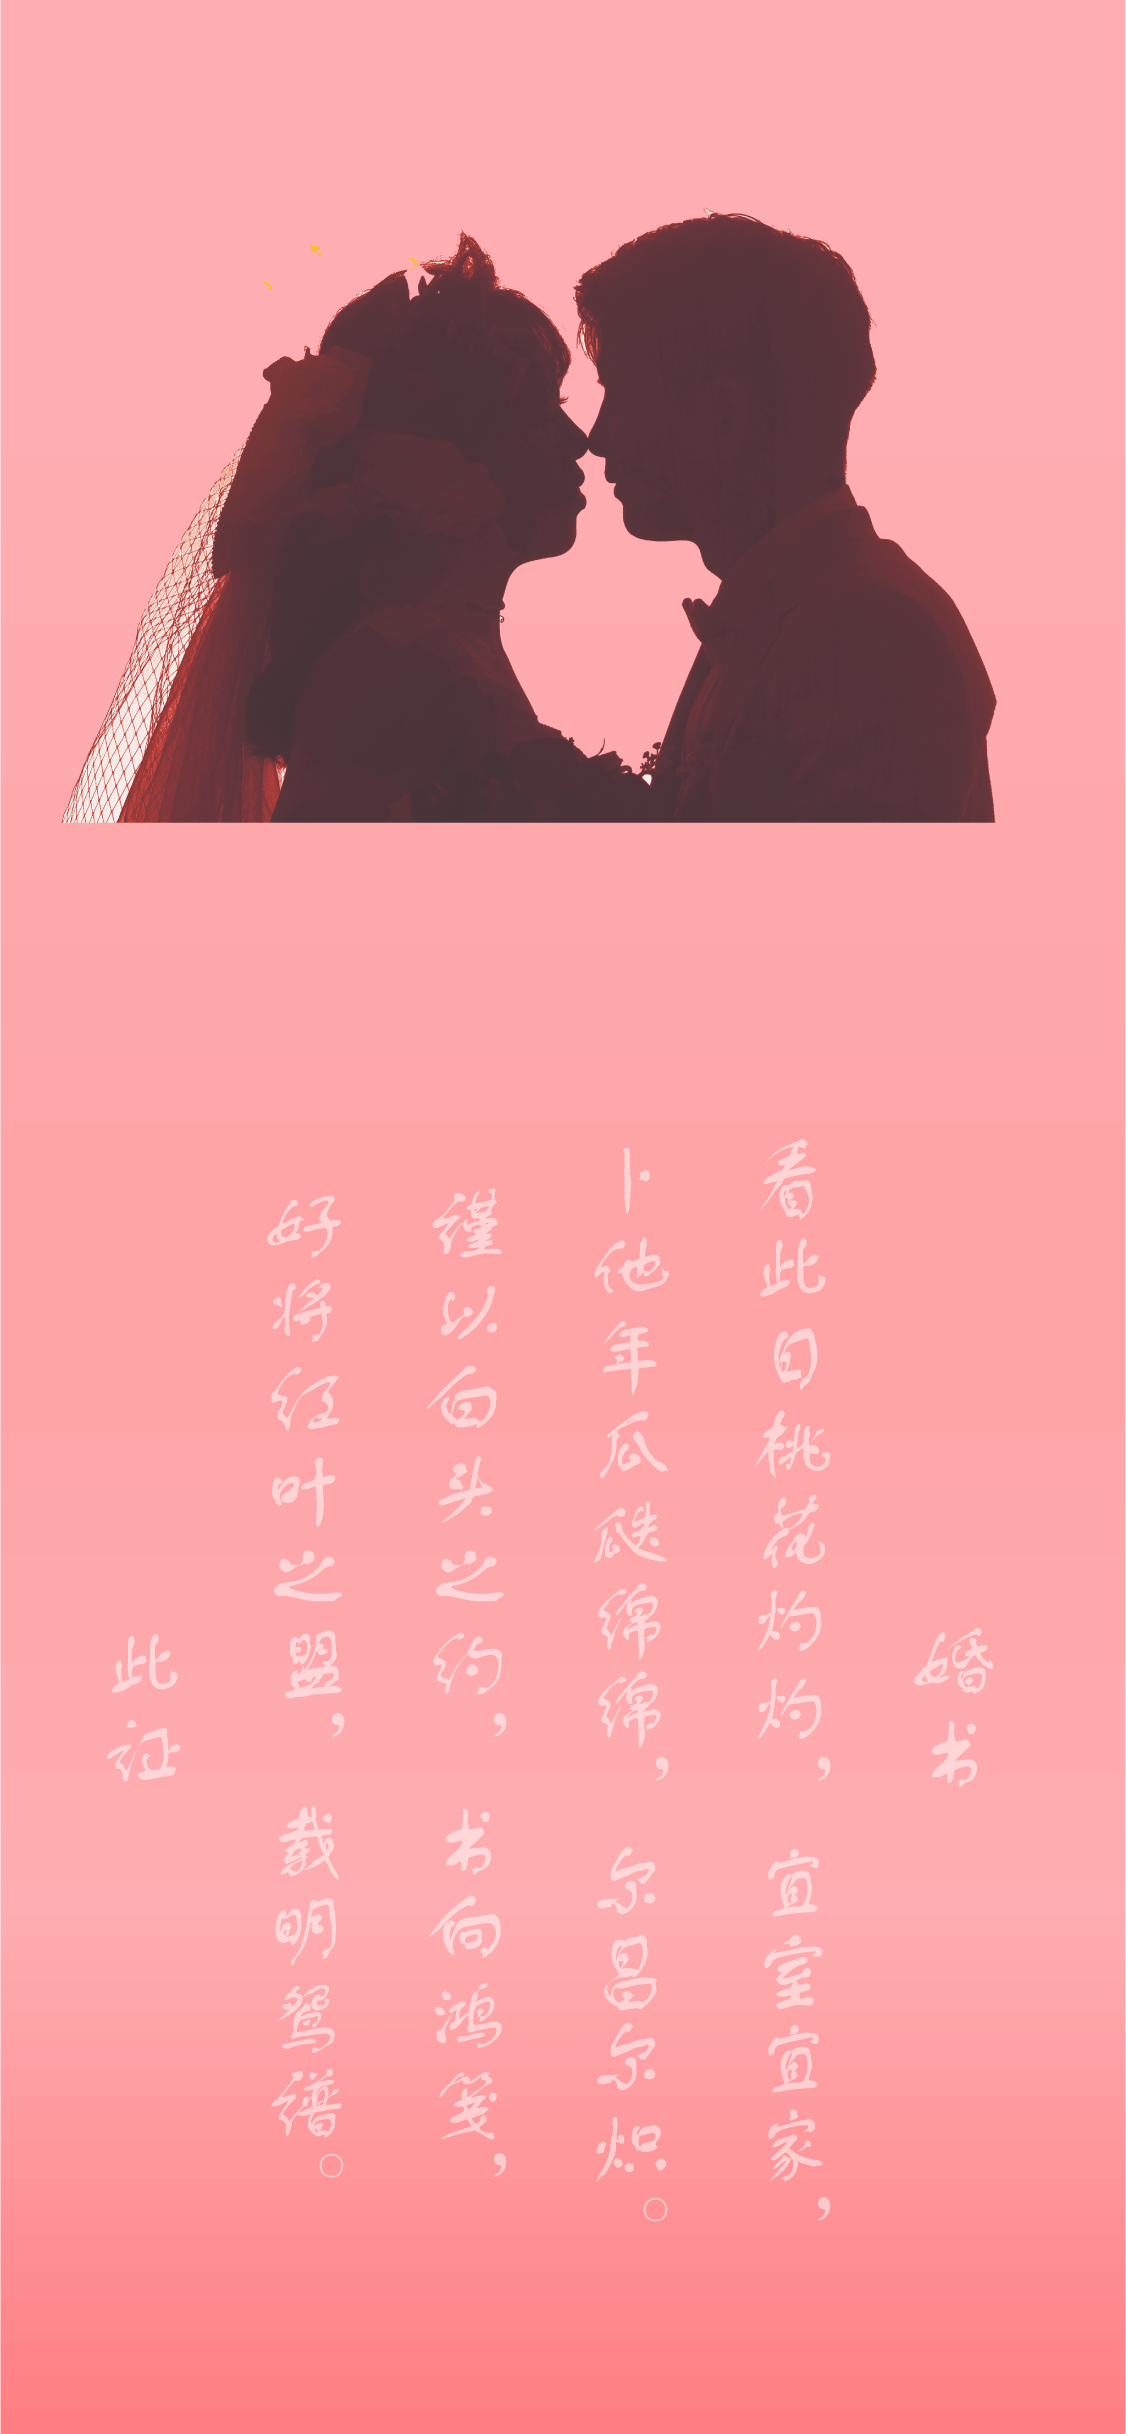 婚书
看此日桃花灼灼，宜室宜家，
卜他年瓜瓞绵绵，尔昌尔炽。
谨以白头之约，书向鸿笺，
好将红叶之盟，载明鸳谱。
此证